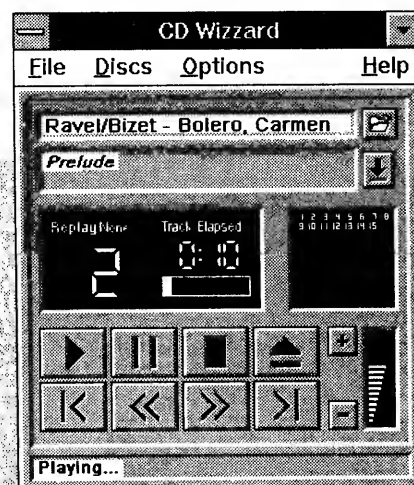 CD Wizzard
File Discs Options Help
Ravel/Bizet - Bolero, Carmen
Prelude
Replay None Track Elapsed
2 0:10
1 2 3 4 5 6 7 8
9 10 11 12 13 14 15
+
-
Playing...